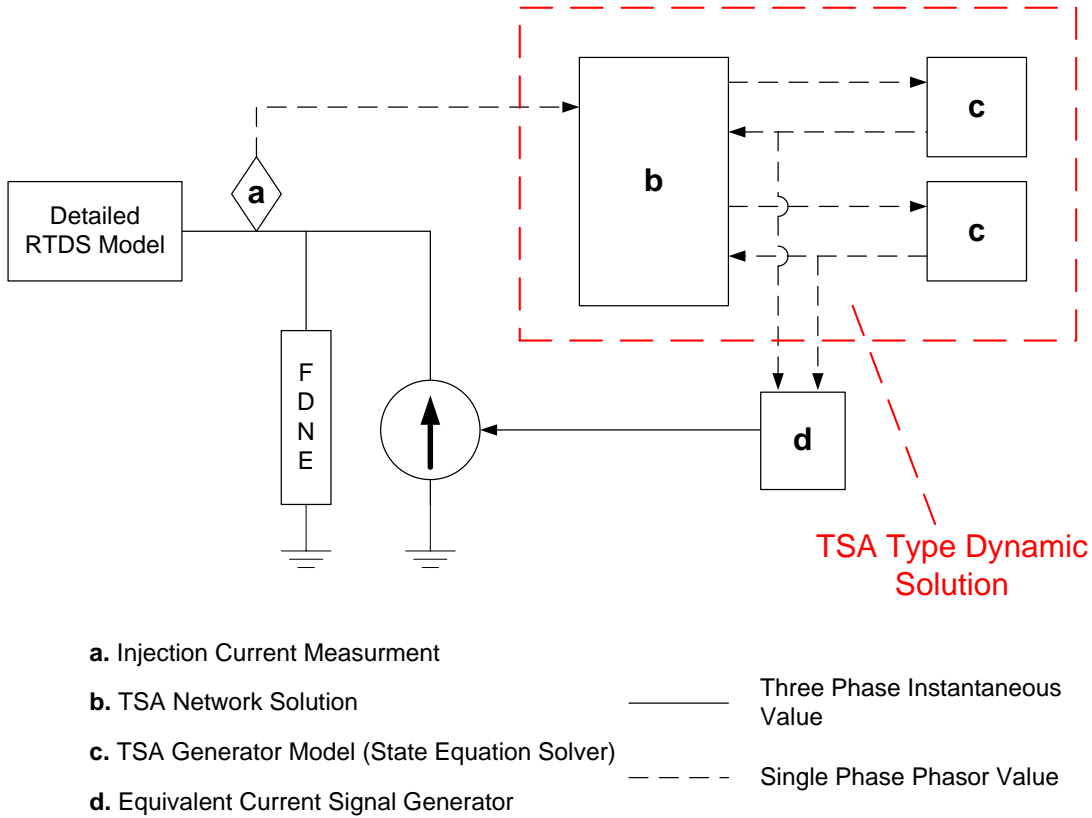 Detailed
RTDS Model
a
b
c
c
F
D
N
E
d
TSA Type Dynamic
Solution
a. Injection Current Measurment
b. TSA Network Solution
c. TSA Generator Model (State Equation Solver)
d. Equivalent Current Signal Generator
Three Phase Instantaneous
Value
Single Phase Phasor Value